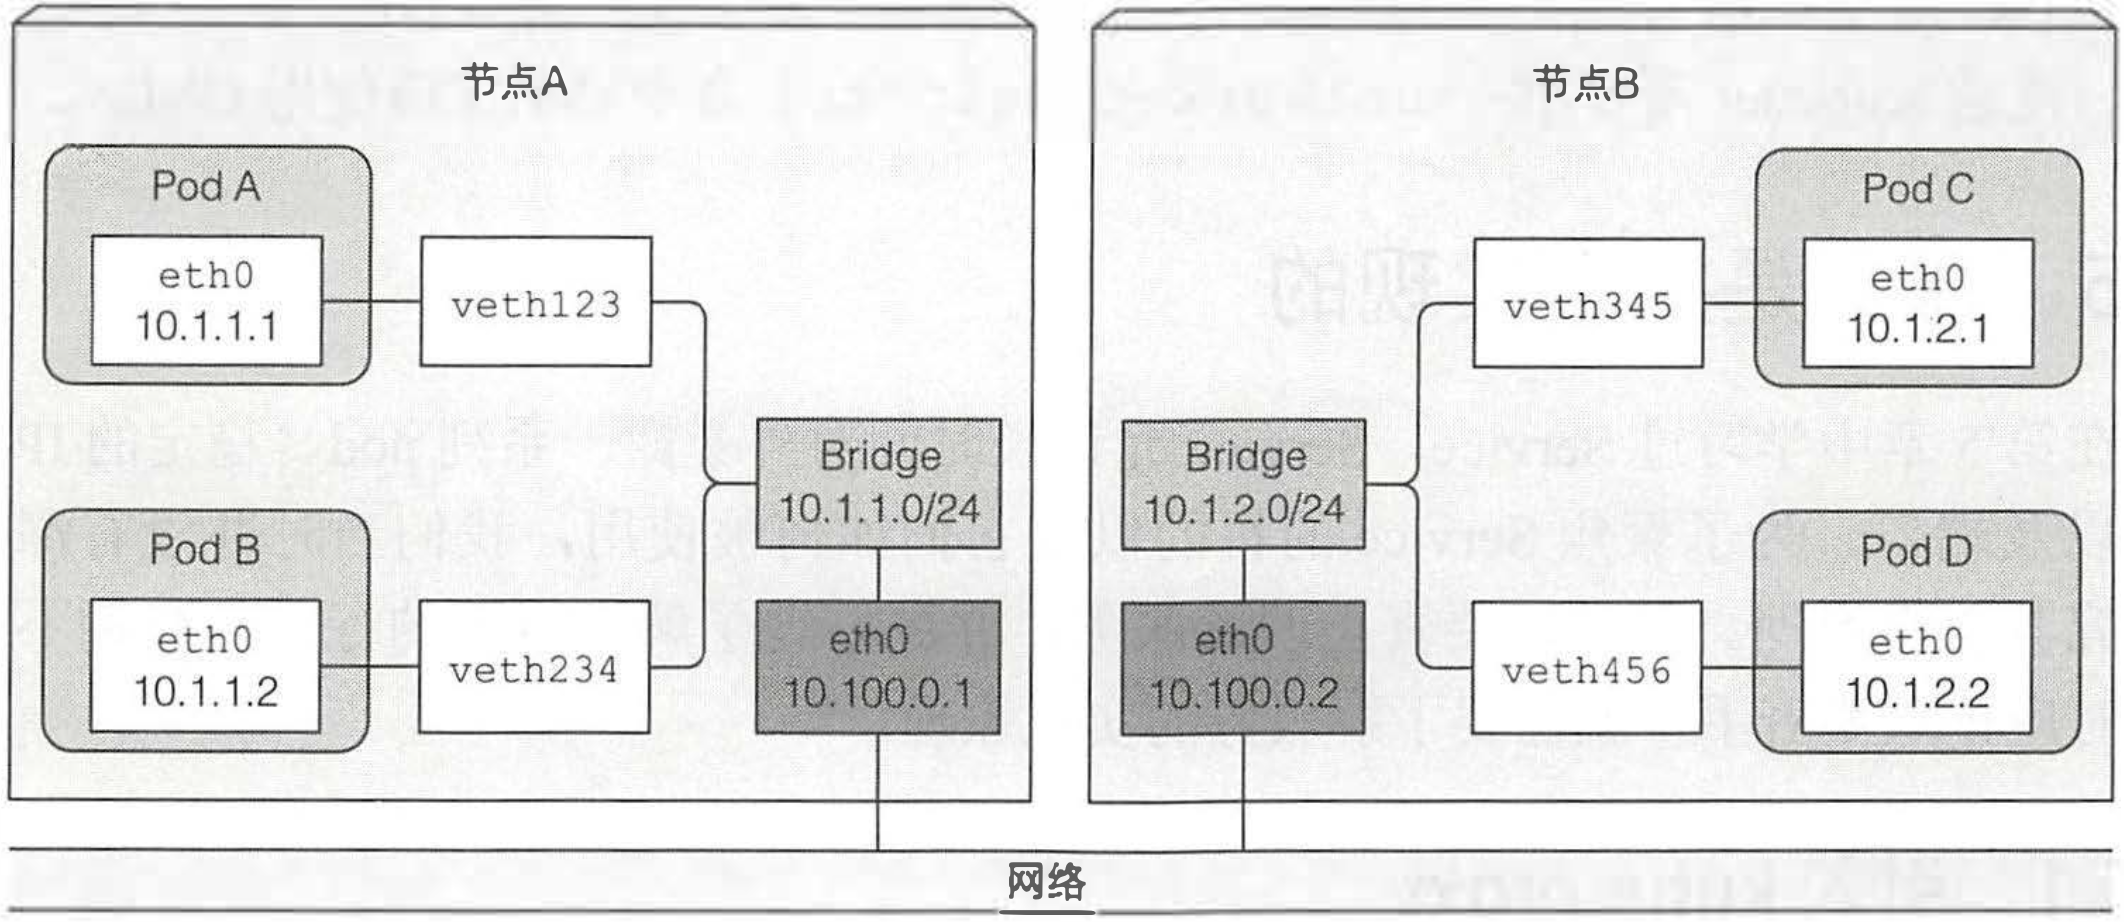 节点A
Pod A
eth0
10.1.1.1
veth123
Bridge
10.1.1.0/24
Pod B
eth0
10.1.1.2
veth234
eth0
10.100.0.1
节点B
Pod C
eth0
10.1.2.1
veth345
Bridge
10.1.2.0/24
Pod D
eth0
10.1.2.2
veth456
eth0
10.100.0.2
网络